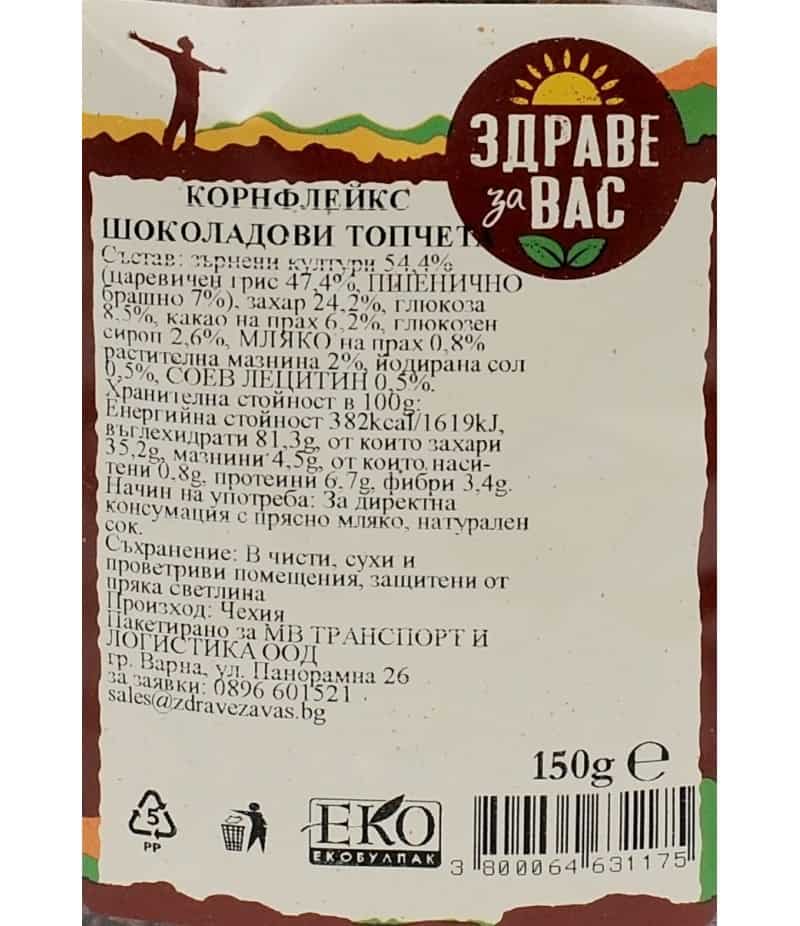 ЗДРАВЕ
за ВАС
КОРНФЛЕЙКС
ШОКОЛАДОВИ ТОПЧЕТА
Състав: зърнени култури 54,4%
(царевичен грис 47,4%, ПШЕНИЧНО
брашно 7%), захар 24,2%, глюкоза
8,5%, какао на прах 6,2%, глюкозен
сироп 2,6%, МЛЯКО на прах 0,8%
растителна мазнина 2%, йодирана сол
0,5%, СОЕВ ЛЕЦИТИН 0,5%.
Хранителна стойност в 100g:
Енергийна стойност 382kcal/1619kJ,
въглехидрати 81,3g, от които захари
35,2g, мазнини 4,5g, от които наси-
тени 0,8g, протеини 6,7g, фибри 3,4g.
Начин на употреба: За директна
консумация с прясно мляко, натурален
сок.
Съхранение: В чисти, сухи и
проветриви помещения, защитени от
пряка светлина
Произход: Чехия
Пакетирано за МВ ТРАНСПОРТ И
ЛОГИСТИКА ООД
гр. Варна, ул. Панорамна 26
за заявки: 0896 601521
sales@zdravezavas.bg
150g ℮
5
PP
ЕКО
ЕКОБУЛПАК
3 800064 631175